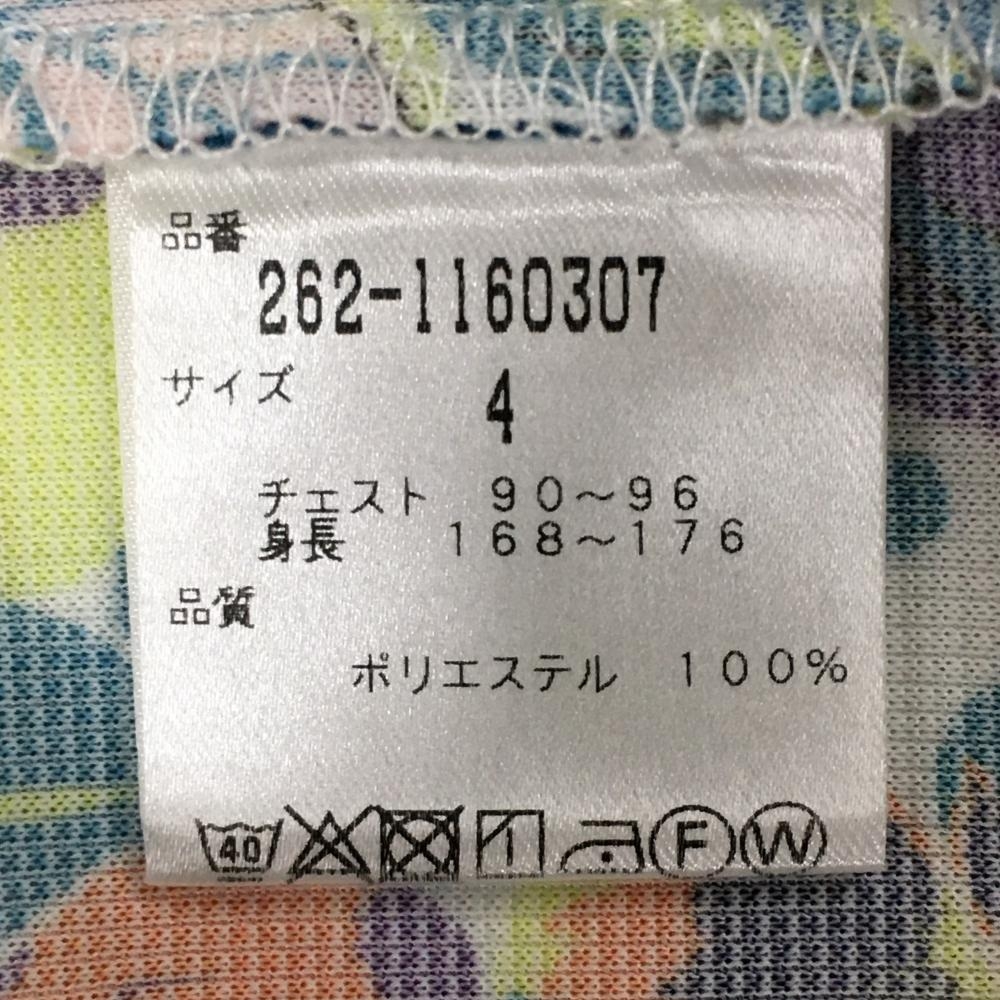 品番
262-1160307
サイズ 4
チェスト 90～96
身長 168～176
品質
ポリエステル 100%
40 F W